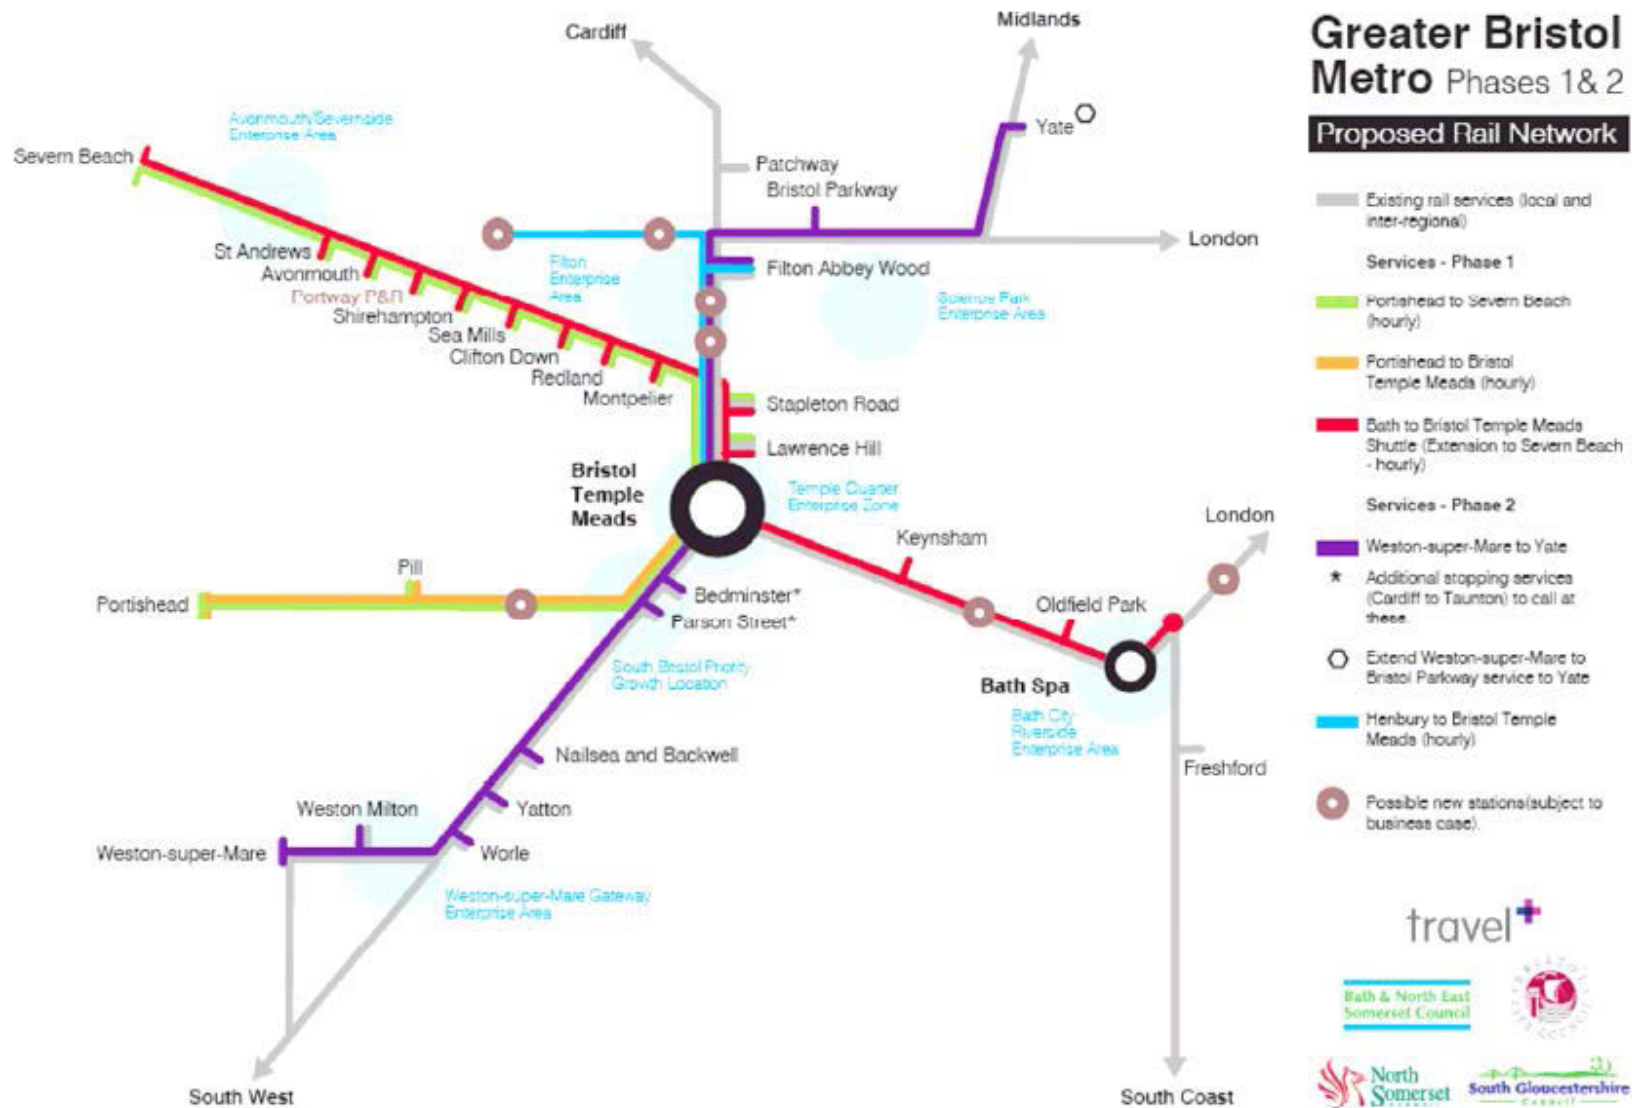 Cardiff
Midlands
Yate
Patchway
Bristol Parkway
London
Filton Abbey Wood
Avonmouth/Severnside
Enterprise Area
Severn Beach
St Andrews
Avonmouth
Portway P&R
Shirehampton
Sea Mills
Clifton Down
Redland
Montpelier
Filton
Enterprise
Area
Science Park
Enterprise Area
Stapleton Road
Lawrence Hill
Bristol
Temple
Meads
Temple Quarter
Enterprise Zone
Keynsham
London
Oldfield Park
Bath Spa
Bath City
Riverside
Enterprise Area
Freshford
South Coast
Pill
Portishead
Bedminster*
Parson Street*
South Bristol Priority
Growth Location
Nailsea and Backwell
Yatton
Worle
Weston Milton
Weston-super-Mare
Weston-super-Mare Gateway
Enterprise Area
South West
Greater Bristol
Metro Phases 1& 2
Proposed Rail Network
Existing rail services (local and
inter-regional)
Services - Phase 1
Portishead to Severn Beach
(hourly)
Portishead to Bristol
Temple Meads (hourly)
Bath to Bristol Temple Meads
Shuttle (Extension to Severn Beach
- hourly)
Services - Phase 2
Weston-super-Mare to Yate
* Additional stopping services
(Cardiff to Taunton) to call at
these.
Extend Weston-super-Mare to
Bristol Parkway service to Yate
Henbury to Bristol Temple
Meads (hourly)
Possible new stations(subject to
business case).
travel+
Bath & North East
Somerset Council
BRISTOL
CITY COUNCIL
North
Somerset
South Gloucestershire
Council